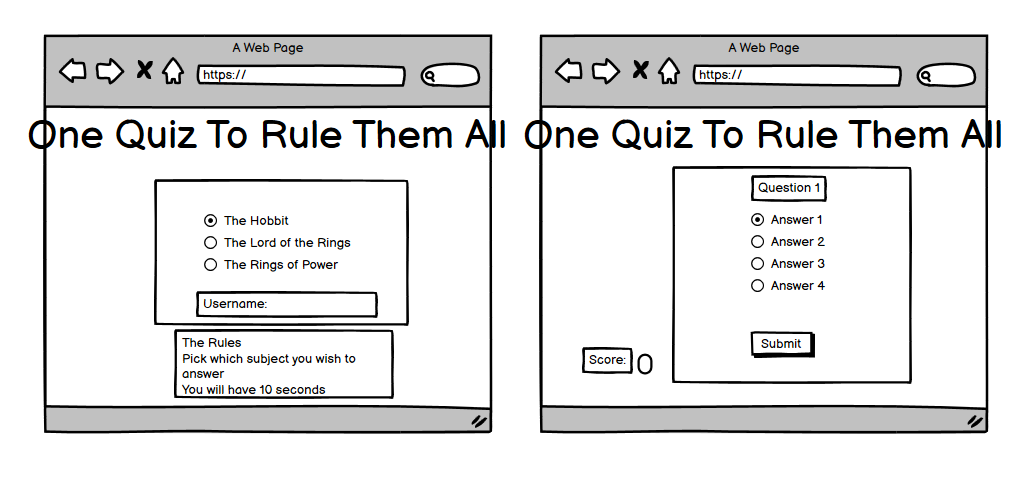 A Web Page
https://
One Quiz To Rule Them All
The Hobbit
The Lord of the Rings
The Rings of Power
Username:
The Rules
Pick which subject you wish to
answer
You will have 10 seconds
A Web Page
https://
One Quiz To Rule Them All
Question 1
Answer 1
Answer 2
Answer 3
Answer 4
Submit
Score:
0